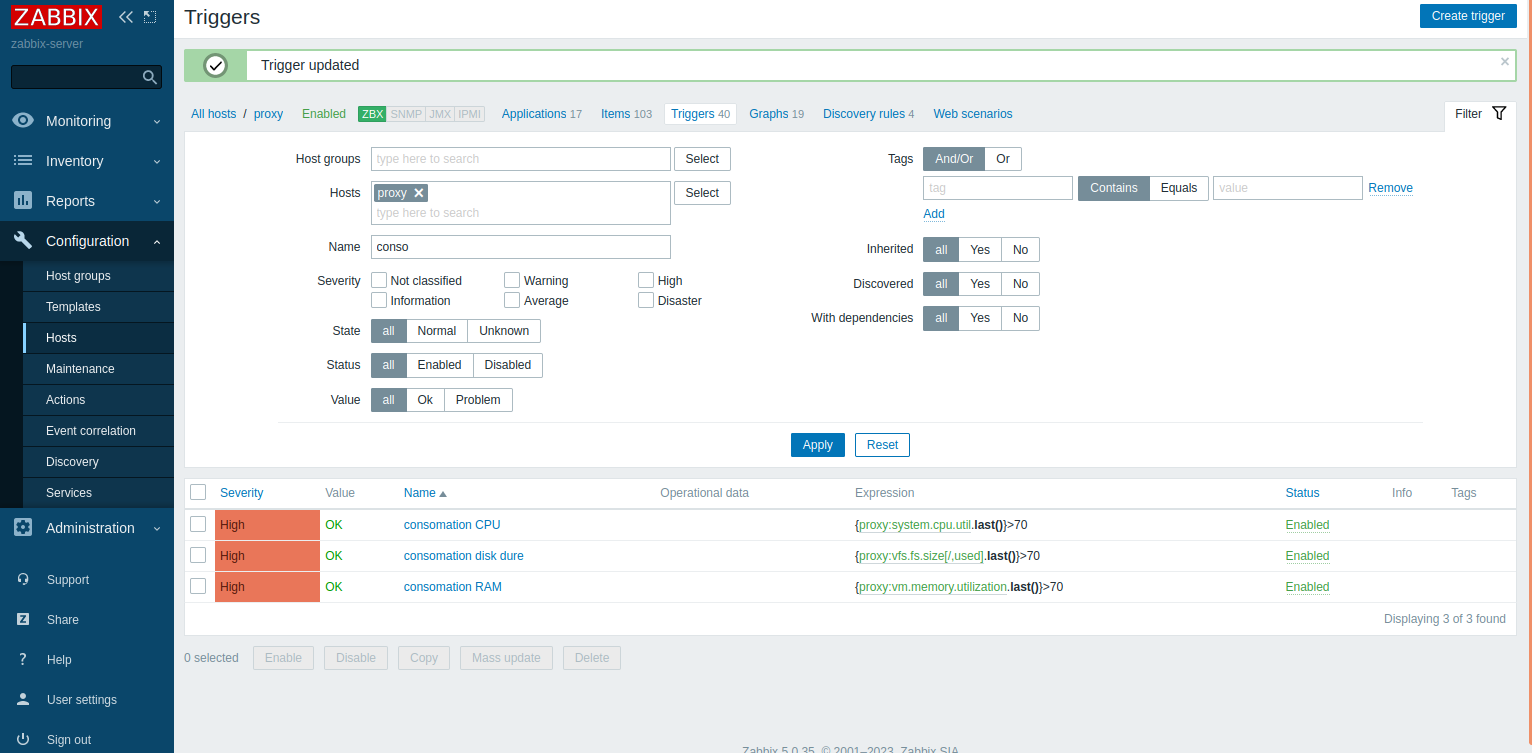 ZABBIX
zabbix-server
Monitoring
Inventory
Reports
Configuration
Host groups
Templates
Hosts
Maintenance
Actions
Event correlation
Discovery
Services
Administration
Support
Z Share
? Help
User settings
Sign out
Triggers
Create trigger
Trigger updated
All hosts / proxy Enabled ZBX SNMP JMX IPMI Applications 17 Items 103 Triggers 40 Graphs 19 Discovery rules 4 Web scenarios
Filter
Host groups type here to search Select
Hosts proxy Select
type here to search
Name conso
Severity Not classified Warning High
Information Average Disaster
State all Normal Unknown
Status all Enabled Disabled
Value all Ok Problem
Tags And/Or Or
tag Contains Equals value Remove
Add
Inherited all Yes No
Discovered all Yes No
With dependencies all Yes No
Apply Reset
Severity Value Name Operational data Expression Status Info Tags
High OK consomation CPU {proxy:system.cpu.util.last()}>70 Enabled
High OK consomation disk dure {proxy:vfs.fs.size[/,used].last()}>70 Enabled
High OK consomation RAM {proxy:vm.memory.utilization.last()}>70 Enabled
Displaying 3 of 3 found
0 selected Enable Disable Copy Mass update Delete
Zabbix 5.0.35. © 2001–2023, Zabbix SIA